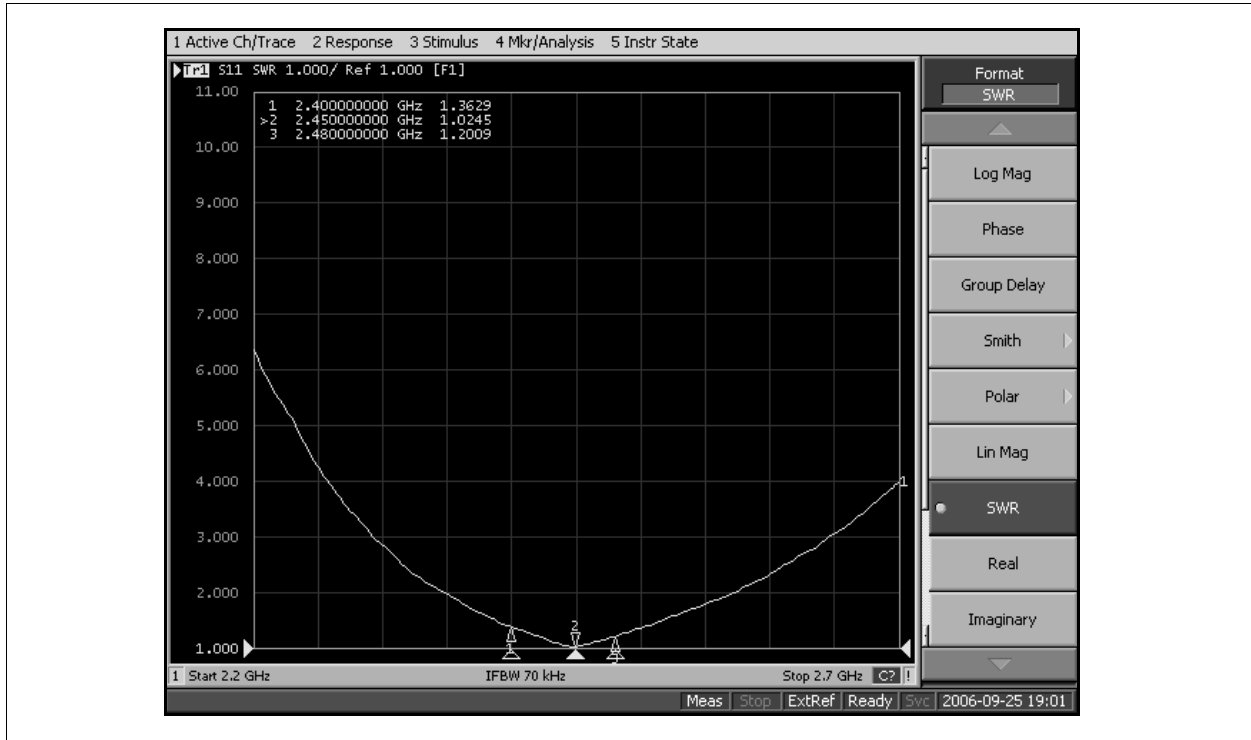 1 Active Ch/Trace 2 Response 3 Stimulus 4 Mkr/Analysis 5 Instr State
Tr1 S11 SWR 1.000/ Ref 1.000 [F1]
11.00
1 2.400000000 GHz 1.3629
>2 2.450000000 GHz 1.0245
3 2.480000000 GHz 1.2009
10.00
9.000
8.000
7.000
6.000
5.000
4.000
3.000
2.000
1.000
1
2
1
3
1 Start 2.2 GHz IFBW 70 kHz Stop 2.7 GHz C? !
Format
SWR
Log Mag
Phase
Group Delay
Smith
Polar
Lin Mag
SWR
Real
Imaginary
Meas Stop ExtRef Ready Svc 2006-09-25 19:01